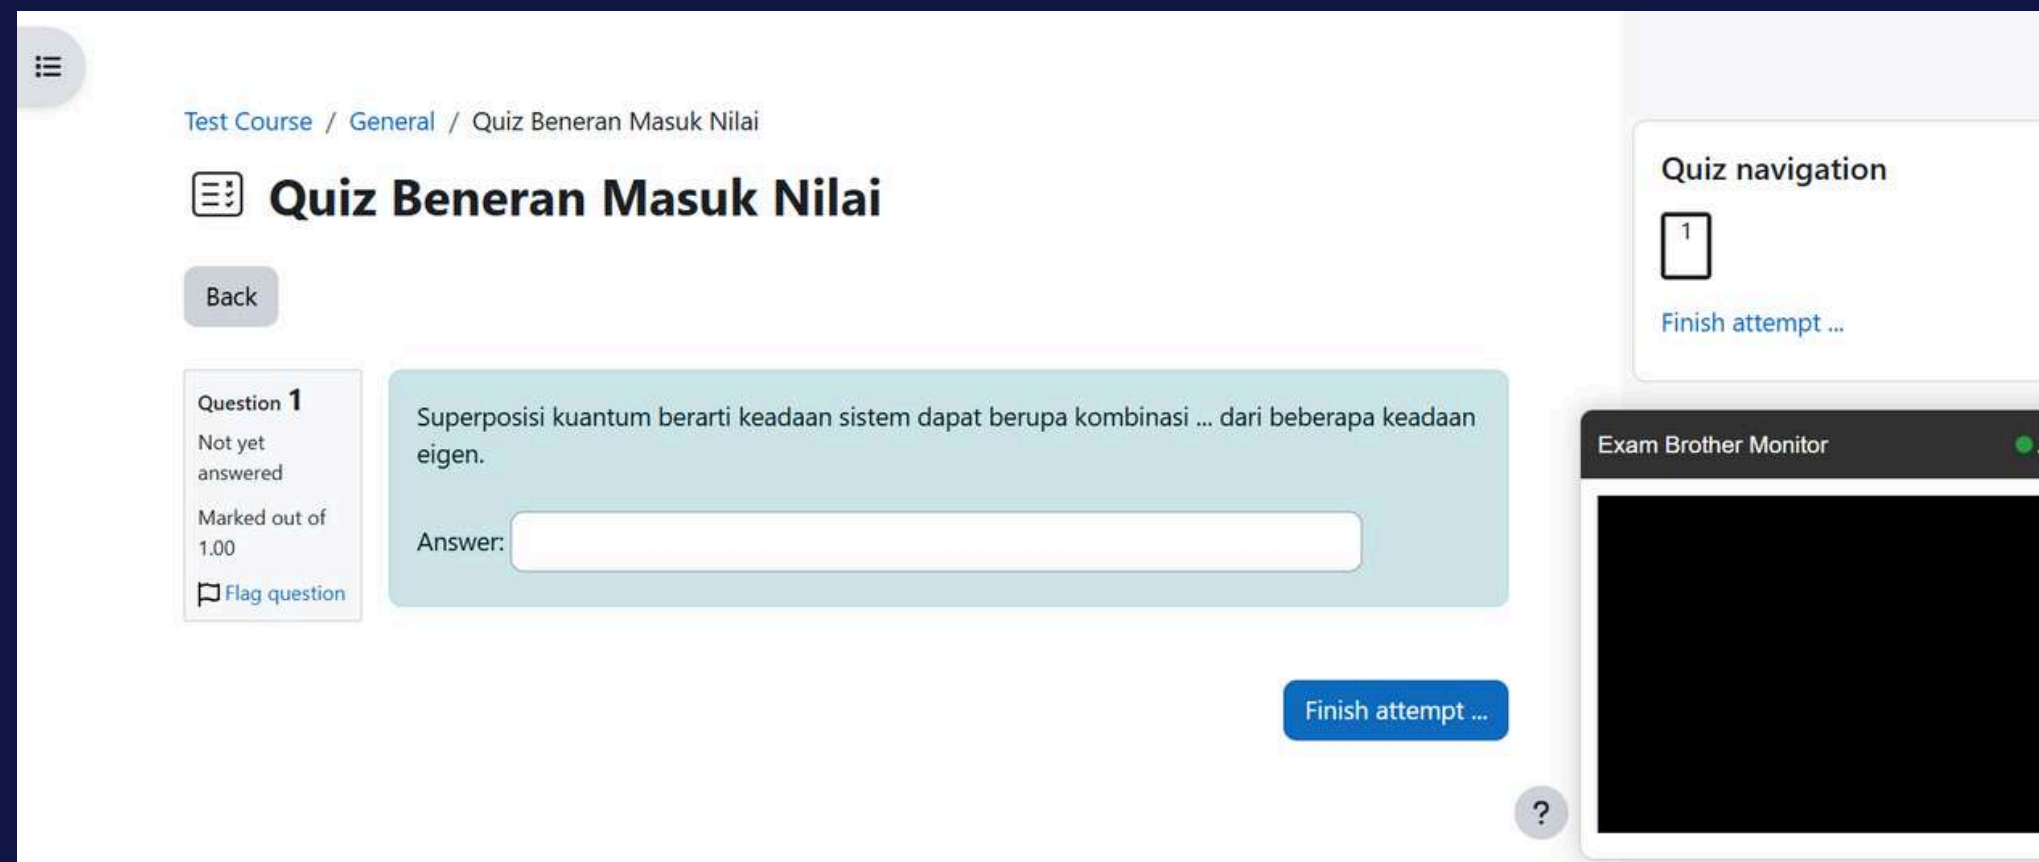 Test Course / General / Quiz Beneran Masuk Nilai
Quiz Beneran Masuk Nilai
Back
Question 1
Not yet
answered
Marked out of
1.00
Flag question
Superposisi kuantum berarti keadaan sistem dapat berupa kombinasi ... dari beberapa keadaan
eigen.
Answer:
Finish attempt ...
Quiz navigation
1
Finish attempt ...
Exam Brother Monitor
?